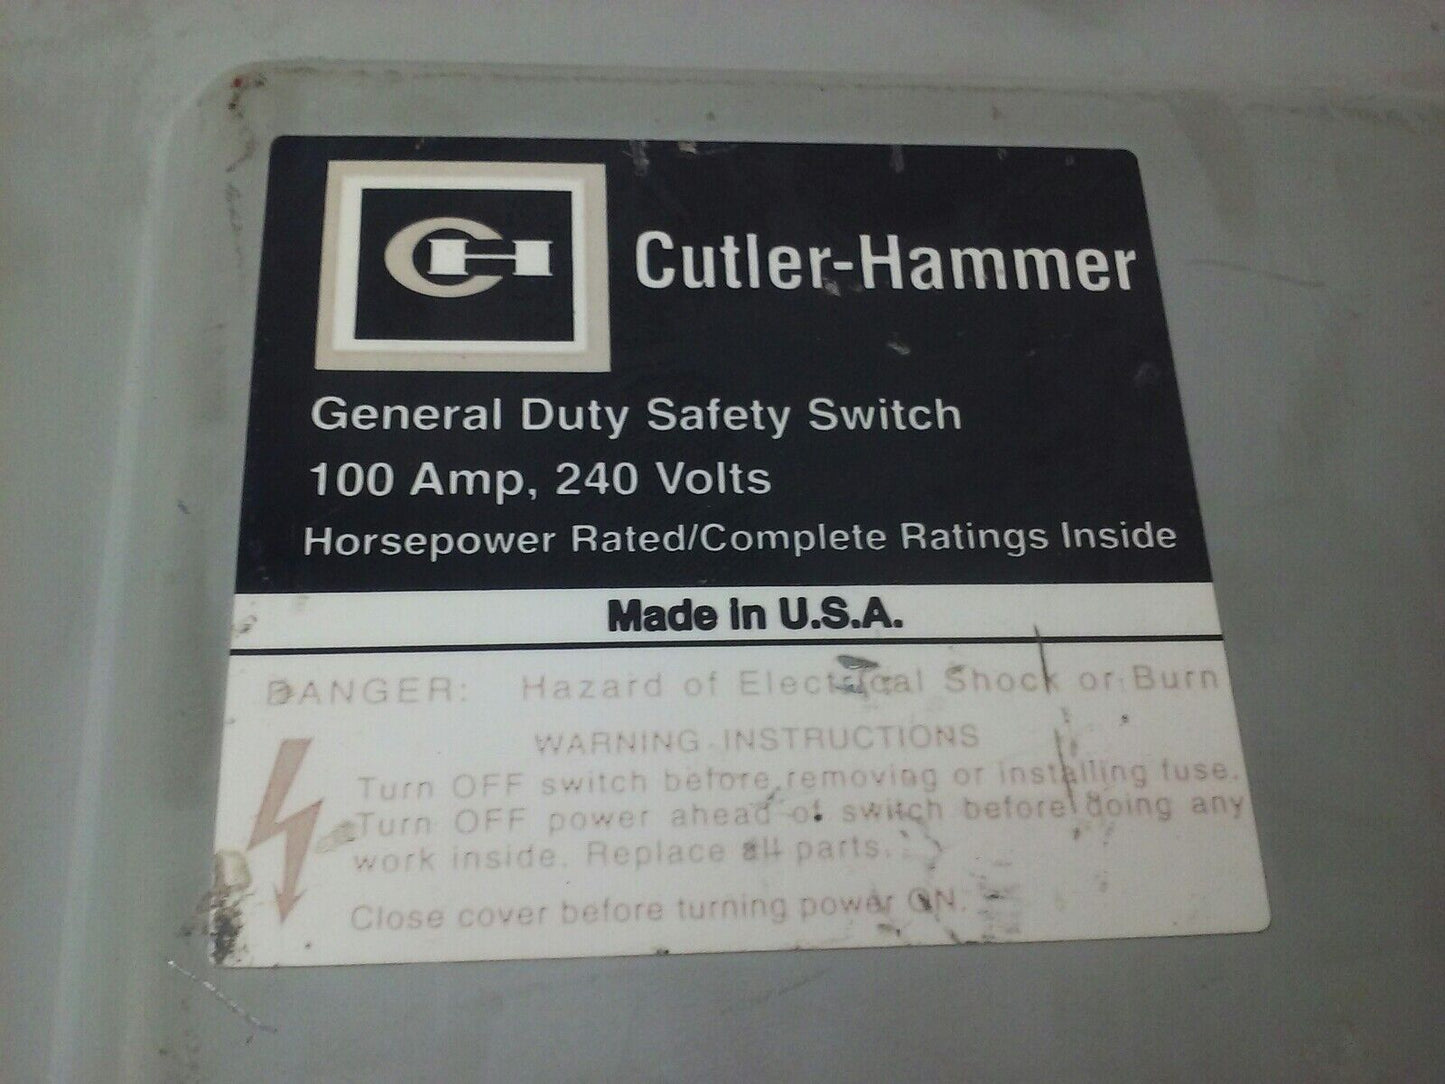 CH
Cutler-Hammer
General Duty Safety Switch
100 Amp, 240 Volts
Horsepower Rated/Complete Ratings Inside
Made in U.S.A.
DANGER: Hazard of Electrical Shock or Burn
WARNING INSTRUCTIONS
Turn OFF switch before removing or installing fuse.
Turn OFF power ahead of switch before doing any
work inside. Replace all parts.
Close cover before turning power ON.